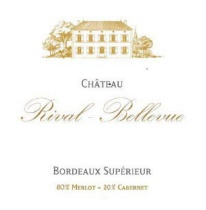 CHÂTEAU
Rival - Bellevue
BORDEAUX SUPÉRIEUR
80% MERLOT - 20% CABERNET